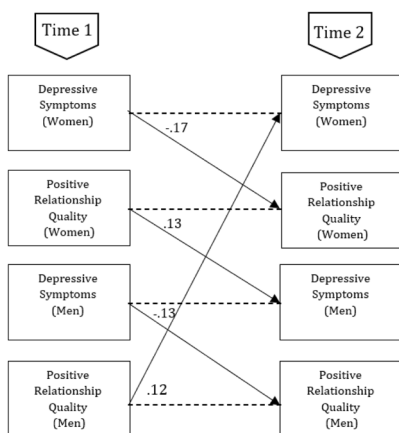 Time 1
Time 2
Depressive
Symptoms
(Women)
Depressive
Symptoms
(Women)
-.17
Positive
Relationship
Quality
(Women)
Positive
Relationship
Quality
(Women)
.13
Depressive
Symptoms
(Men)
Depressive
Symptoms
(Men)
-.13
Positive
Relationship
Quality
(Men)
.12
Positive
Relationship
Quality
(Men)